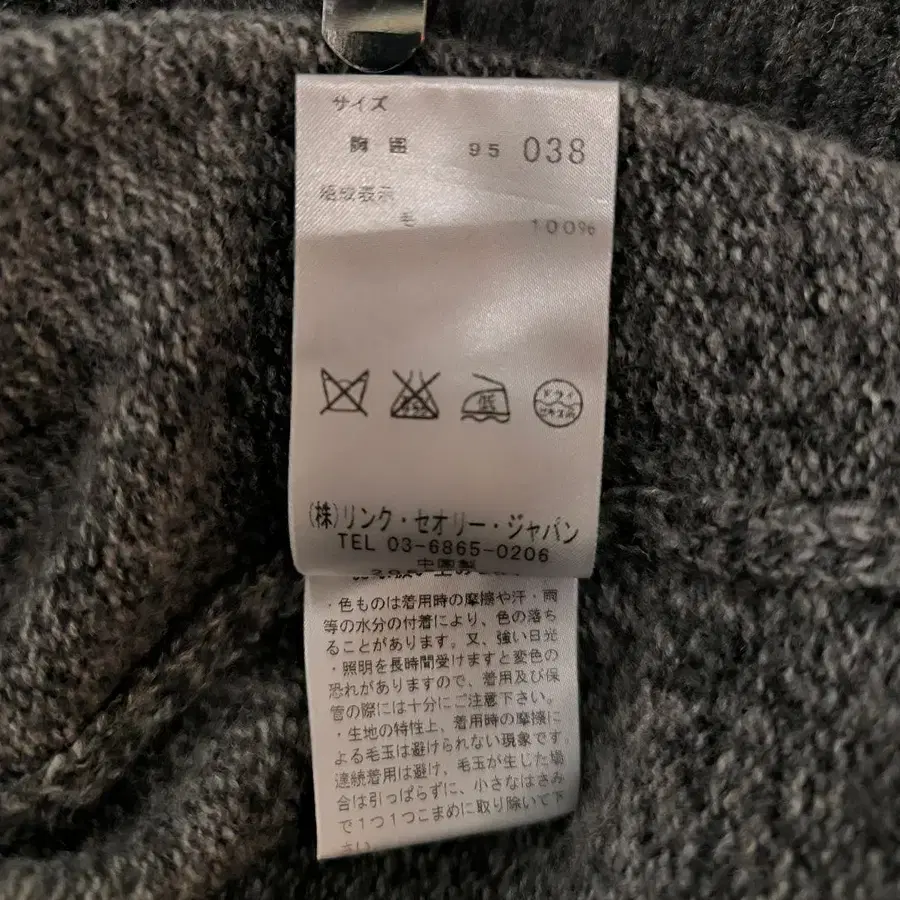 サイズ
胸囲 95 038
組成表示
毛 100%
低
ドライ
セキユ系
(株)リンク・セオリー・ジャパン
TEL 03-6865-0206
中国製
・色ものは着用時の摩擦や汗・雨
等の水分の付着により、色の落ち
ることがあります。又、強い日光
・照明を長時間受けますと変色の
恐れがありますので、着用及び保
管の際には十分にご注意下さい。
・生地の特性上、着用時の摩擦に
よる毛玉は避けられない現象です
連続着用は避け、毛玉が生じた場
合は引っぱらずに、小さなはさみ
で1つ1つこまめに取り除いて下
さい